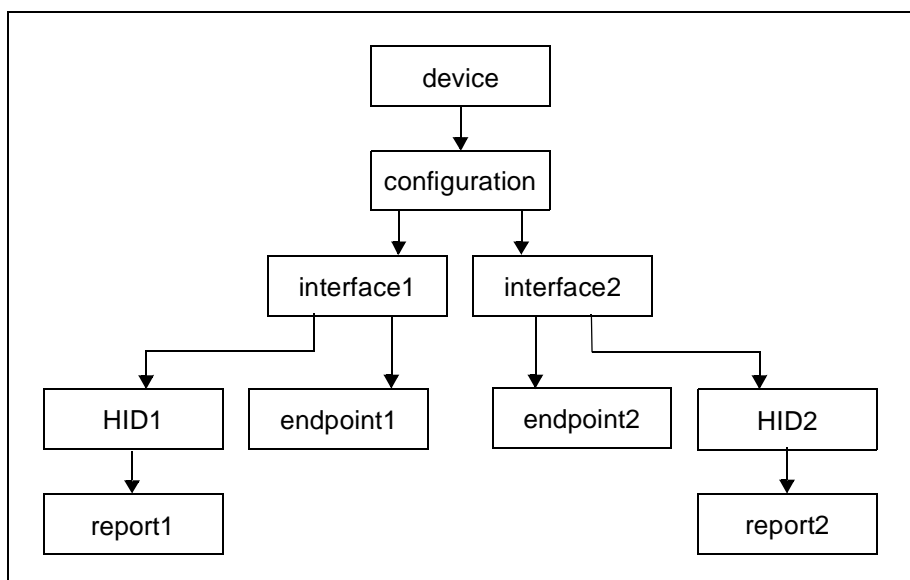 device
configuration
interface1
interface2
HID1
endpoint1
endpoint2
HID2
report1
report2